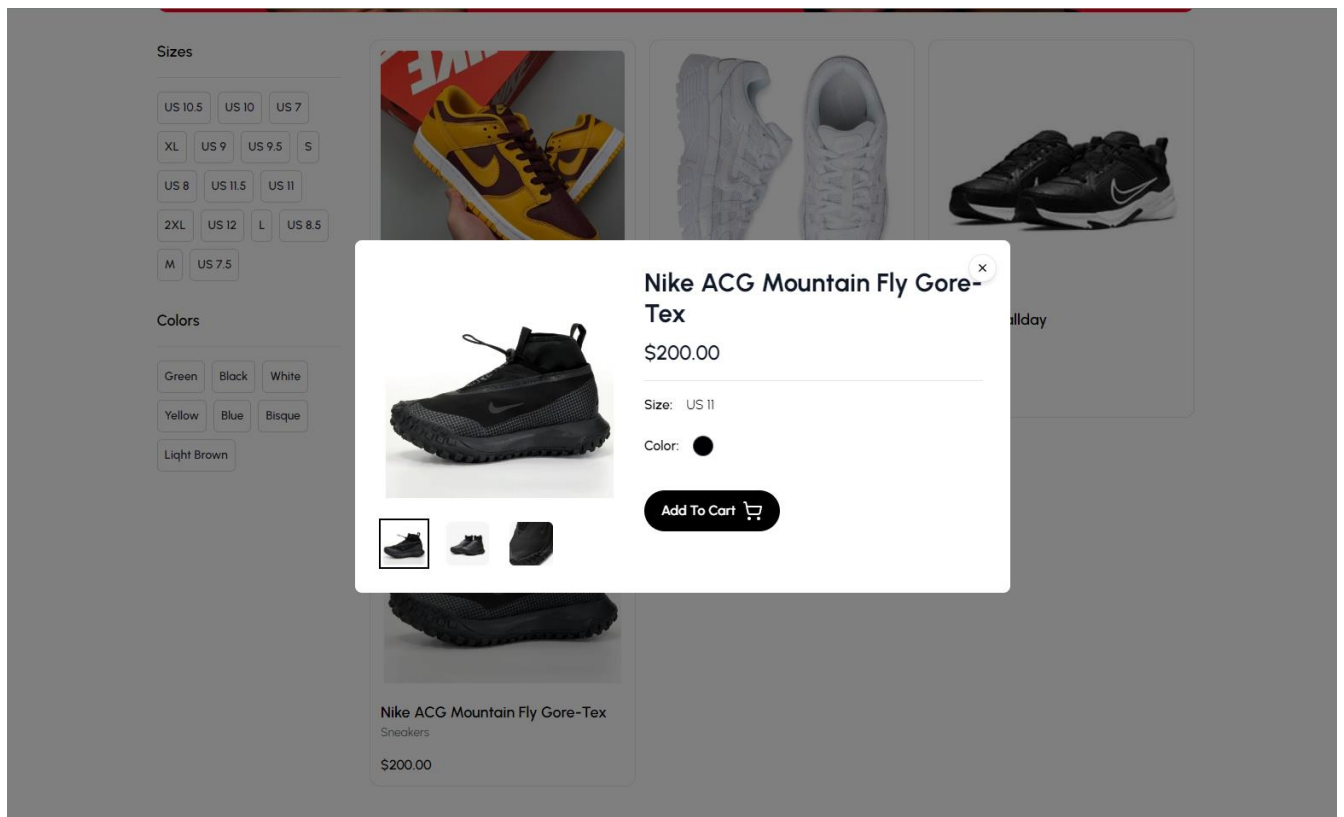 Sizes
US 10.5 US 10 US 7
XL US 9 US 9.5 S
US 8 US 11.5 US 11
2XL US 12 L US 8.5
M US 7.5
Colors
Green Black White
Yellow Blue Bisque
Light Brown
NIKE
allday
Nike ACG Mountain Fly Gore-
Tex
$200.00
Size: US 11
Color:
Add To Cart
Nike ACG Mountain Fly Gore-Tex
Sneakers
$200.00